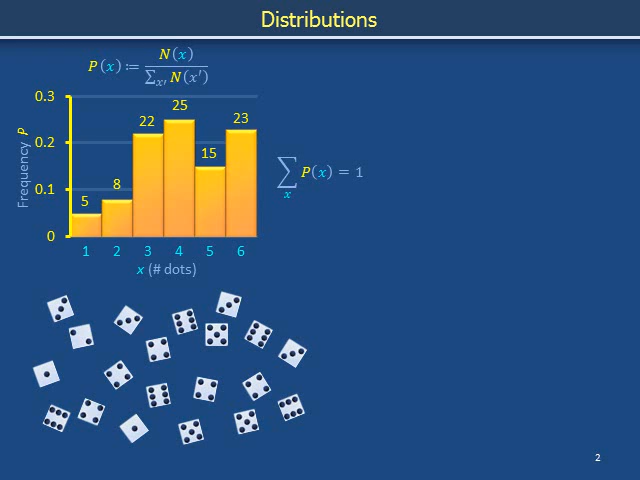 Distributions
P(x) ≔ N(x) / ∑x′ N(x′)
0.3
25
22
23
0.2
15
8
0.1
5
0
Frequency P
1 2 3 4 5 6
x (# dots)
∑x P(x) = 1
2